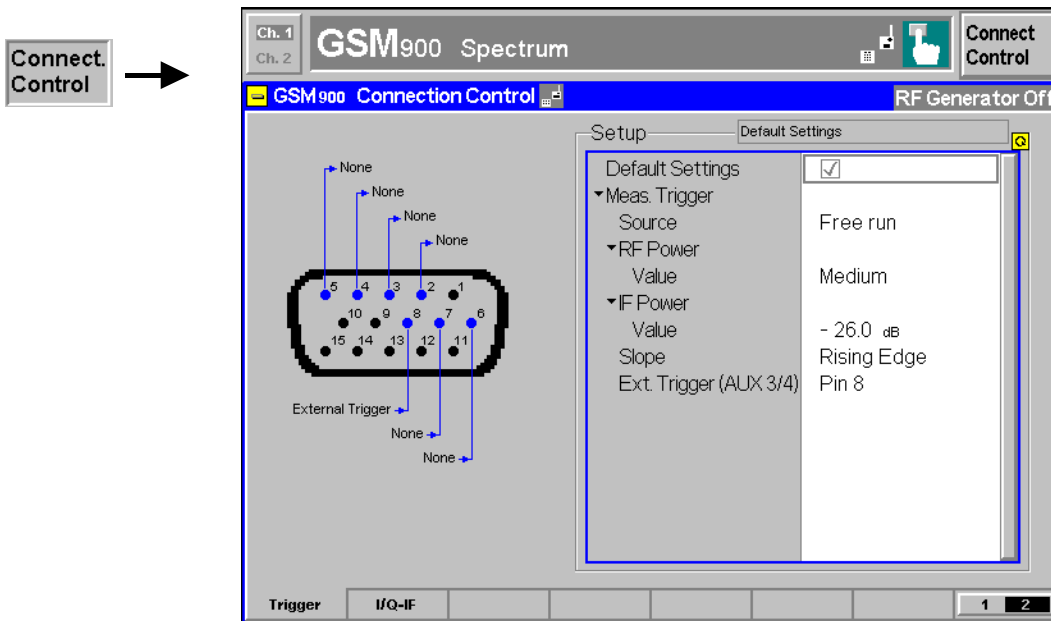 Connect.
Control
Ch. 1
Ch. 2
GSM900 Spectrum
Connect
Control
GSM900 Connection Control
RF Generator Off
Setup
Default Settings
Default Settings
Meas. Trigger
Source Free run
RF Power
Value Medium
IF Power
Value - 26.0 dB
Slope Rising Edge
Ext. Trigger (AUX 3/4) Pin 8
None
None
None
None
5 4 3 2 1
10 9 8 7 6
15 14 13 12 11
External Trigger
None
None
Trigger I/Q-IF 1 2